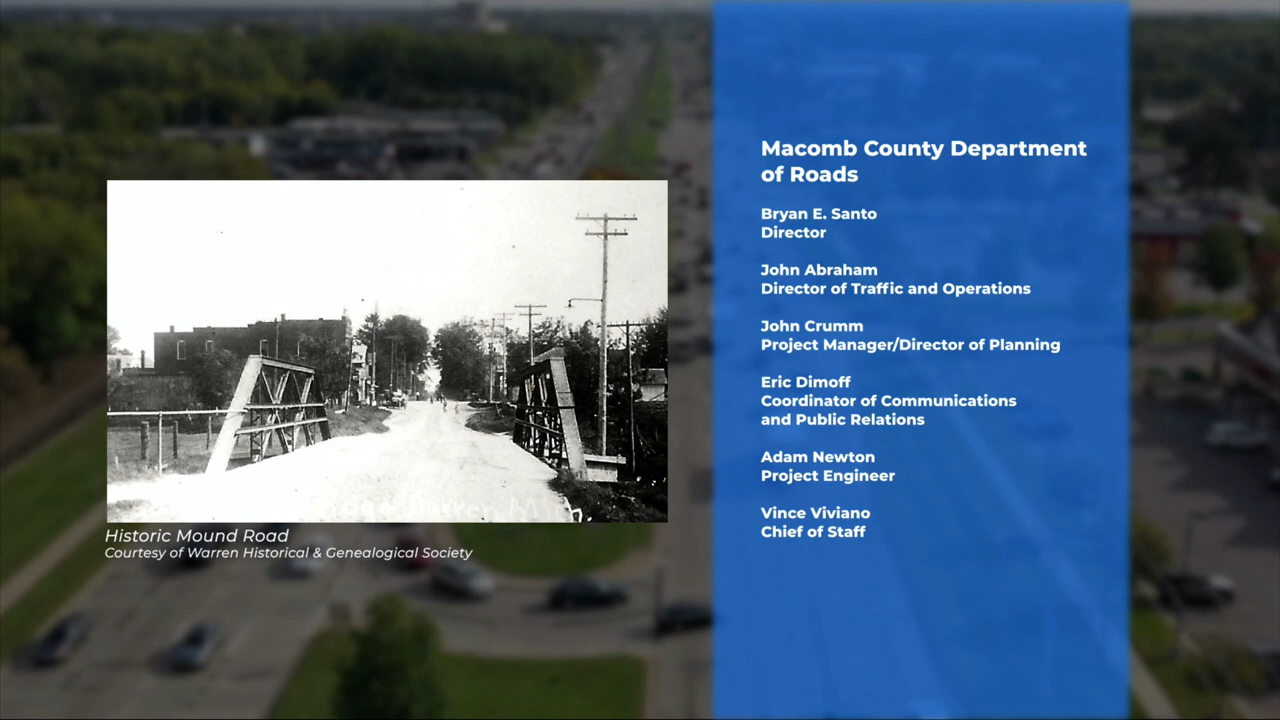 Macomb County Department
of Roads
Bryan E. Santo
Director
John Abraham
Director of Traffic and Operations
John Crumm
Project Manager/Director of Planning
Eric Dimoff
Coordinator of Communications
and Public Relations
Adam Newton
Project Engineer
Vince Viviano
Chief of Staff
Historic Mound Road
Courtesy of Warren Historical & Genealogical Society